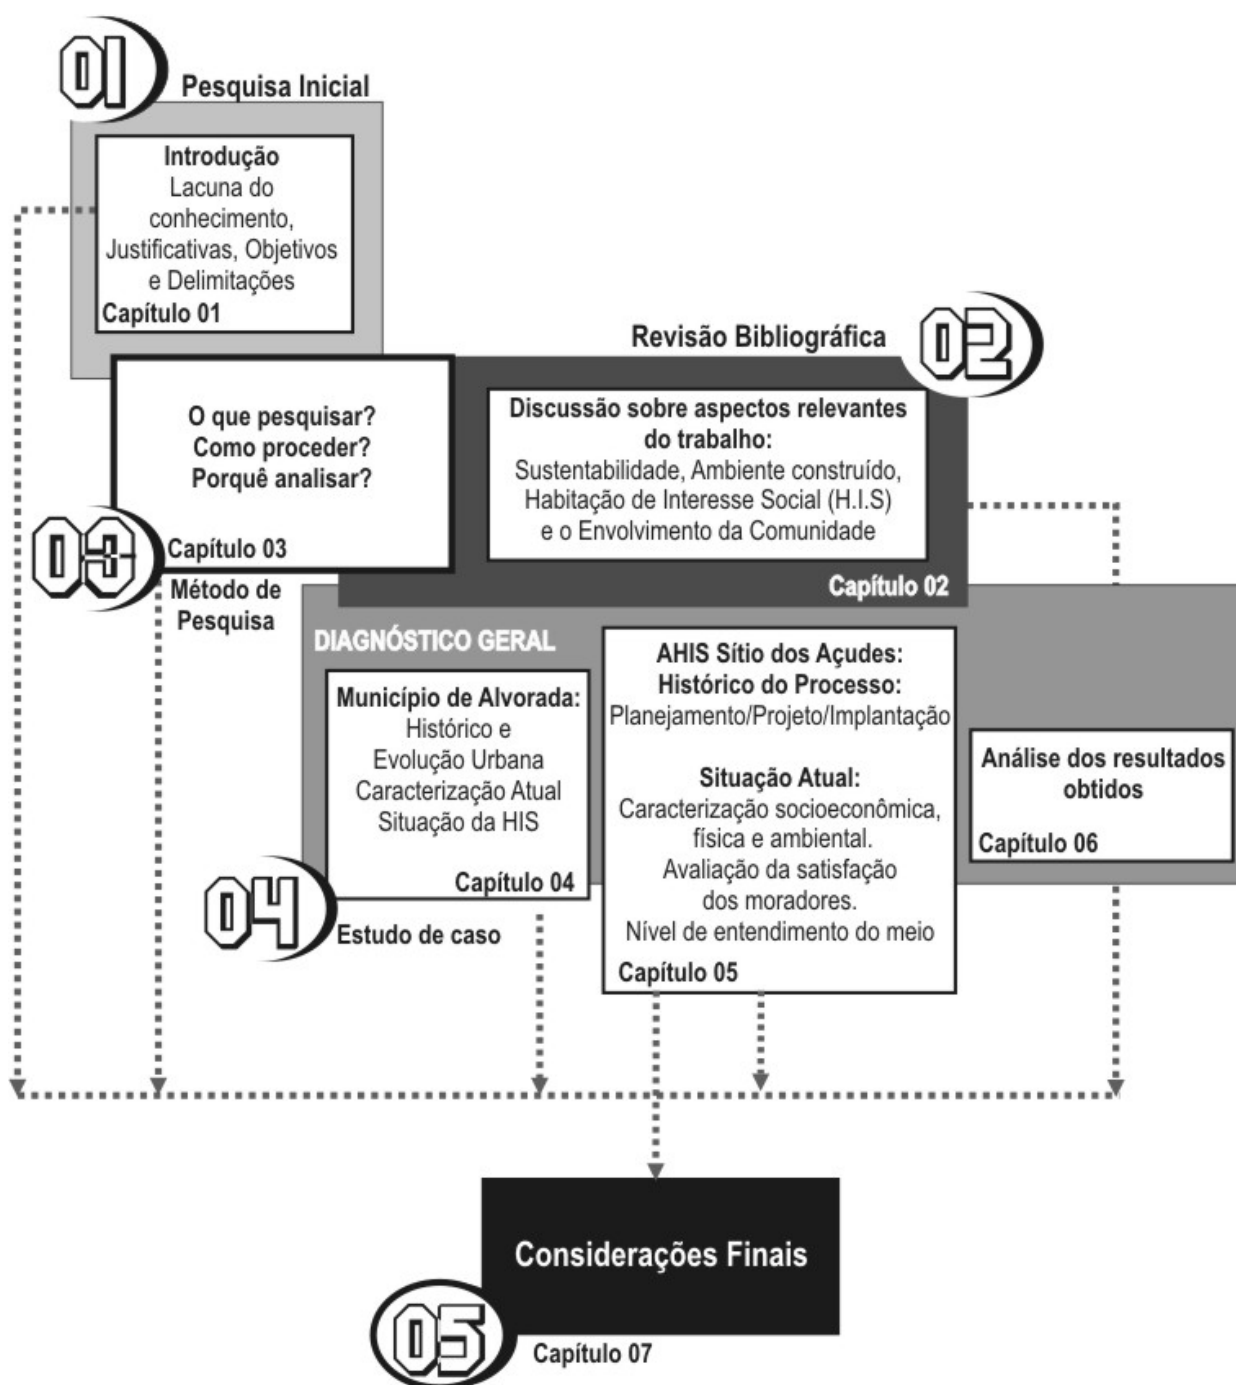 01
Pesquisa Inicial
Introdução
Lacuna do
conhecimento,
Justificativas, Objetivos
e Delimitações
Capítulo 01
Revisão Bibliográfica
02
Discussão sobre aspectos relevantes
do trabalho:
Sustentabilidade, Ambiente construído,
Habitação de Interesse Social (H.I.S)
e o Envolvimento da Comunidade
Capítulo 02
O que pesquisar?
Como proceder?
Porquê analisar?
03
Capítulo 03
Método de
Pesquisa
DIAGNÓSTICO GERAL
Município de Alvorada:
Histórico e
Evolução Urbana
Caracterização Atual
Situação da HIS
Capítulo 04
04
Estudo de caso
AHIS Sítio dos Açudes:
Histórico do Processo:
Planejamento/Projeto/Implantação
Situação Atual:
Caracterização socioeconômica,
física e ambiental.
Avaliação da satisfação
dos moradores.
Nível de entendimento do meio
Capítulo 05
Análise dos resultados
obtidos
Capítulo 06
Considerações Finais
05
Capítulo 07